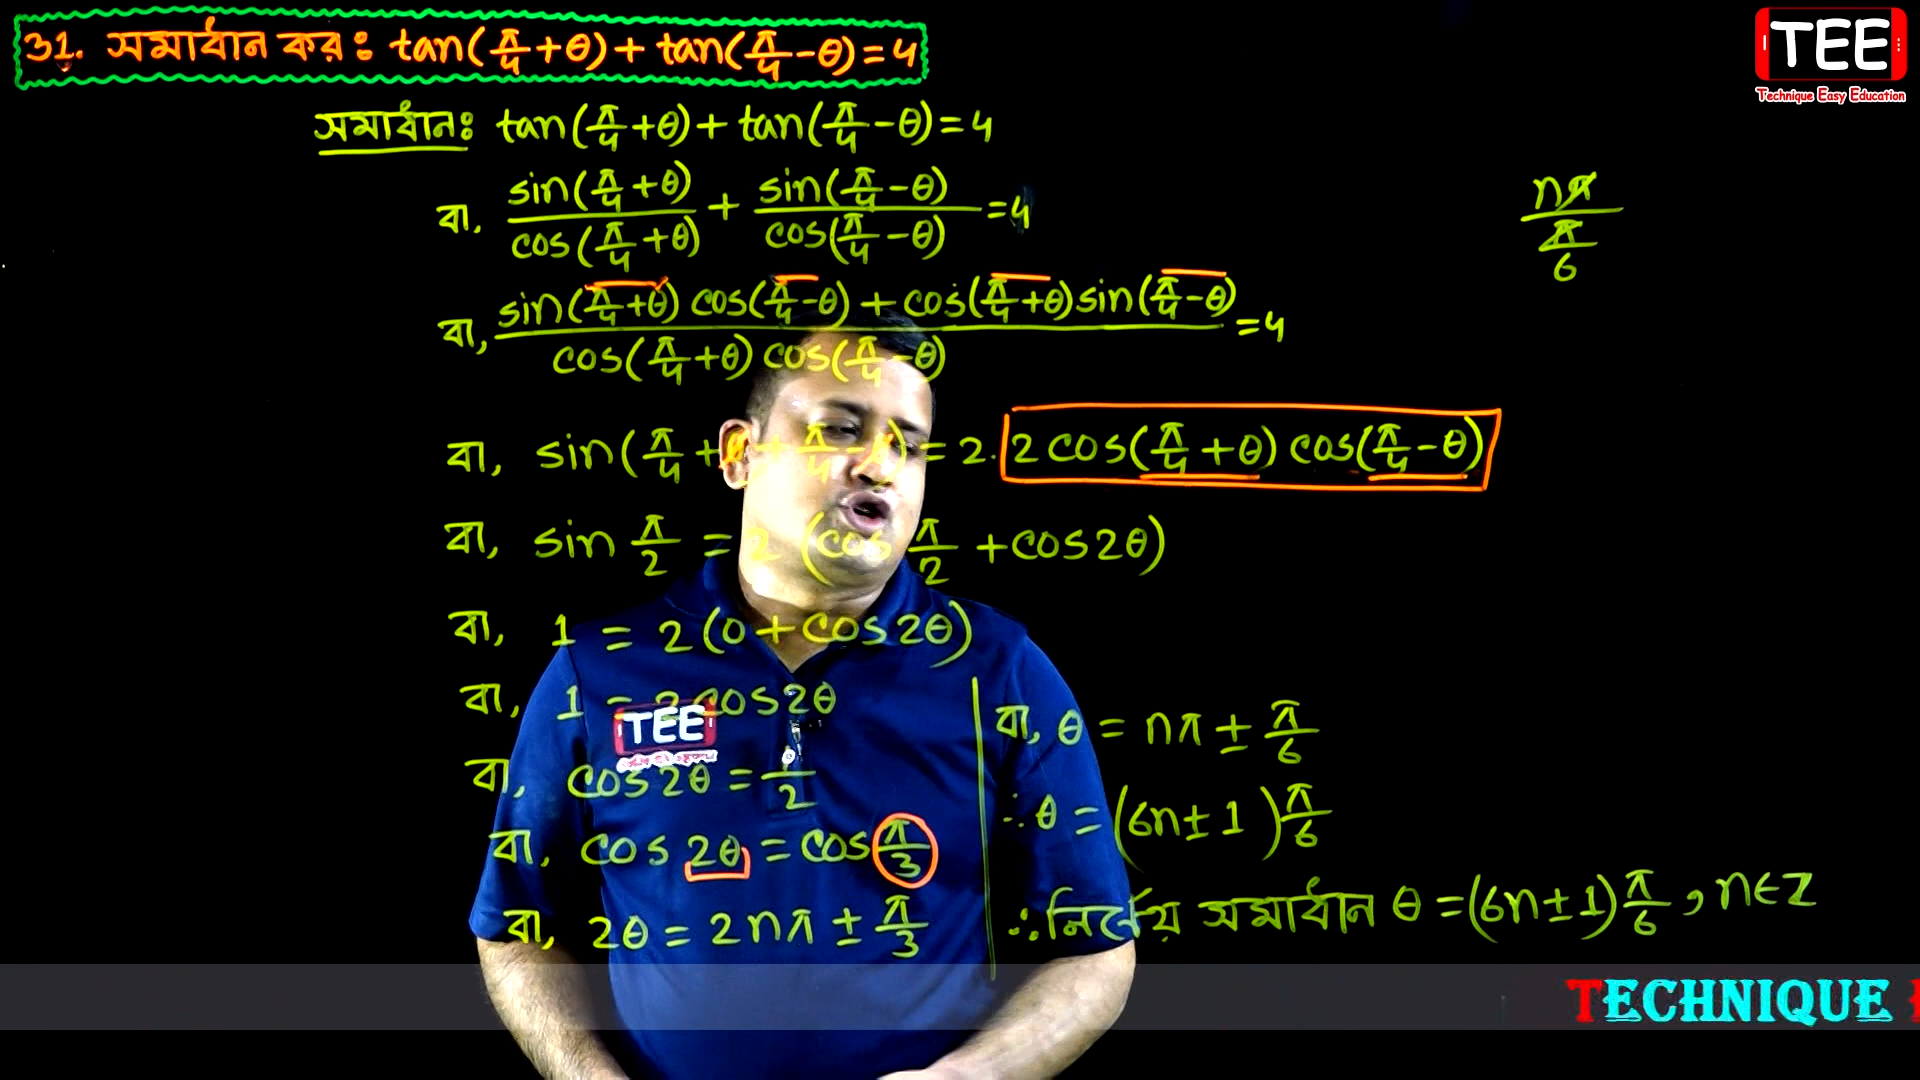 31. সমাধান কর: tan(π/4+θ)+tan(π/4-θ)=4
TEE
Technique Easy Education
সমাধান: tan(π/4+θ)+tan(π/4-θ)=4
বা, sin(π/4+θ)/cos(π/4+θ) + sin(π/4-θ)/cos(π/4-θ) =4
nπ/(π/6)
বা, (sin(π/4+θ) cos(π/4-θ)+cos(π/4+θ)sin(π/4-θ))/(cos(π/4+θ) cos(π/4-θ)) =4
বা, sin(π/4+θ+π/4-θ)=2. 2cos(π/4+θ) cos(π/4-θ)
বা, sin π/2 = 2 (cos π/2 +cos2θ)
বা, 1 = 2(0+cos2θ)
বা, 1 = 2cos2θ
TEE
বা, cos2θ = 1/2
বা, cos 2θ = cos π/3
বা, 2θ = 2nπ ± π/3
বা, θ = nπ ± π/6
∴ θ = (6n±1)π/6
∴ নির্ণেয় সমাধান θ =(6n±1)π/6 , n∈Z
TECHNIQUE